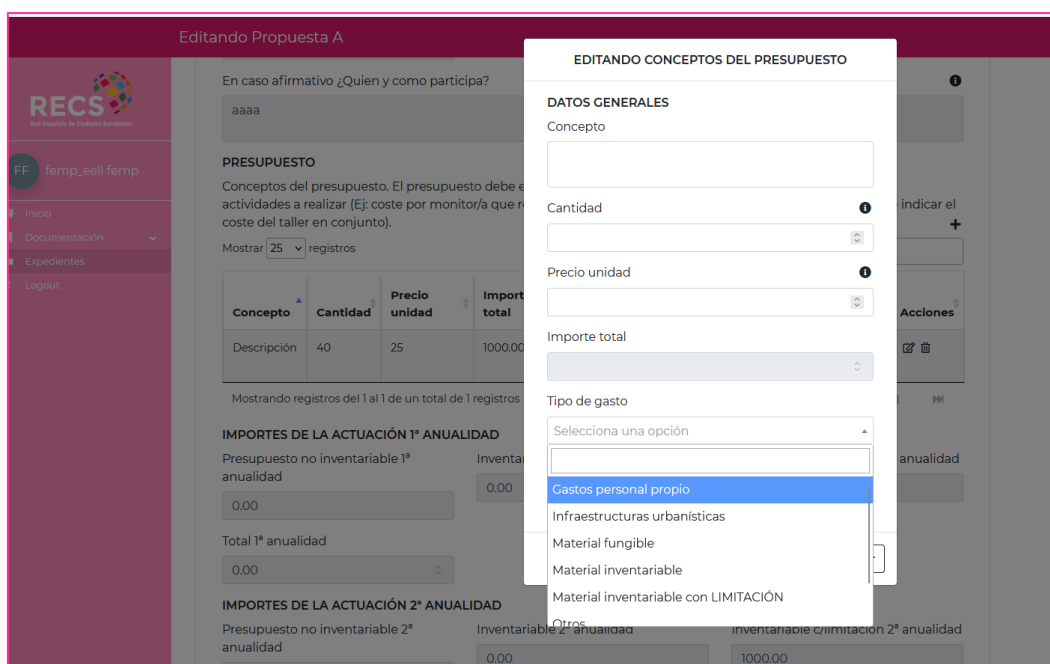 Editando Propuesta A
RECS
Red Española de Ciudades Saludables
FF femp_eell femp
Inicio
Documentación
Expedientes
Logout
En caso afirmativo ¿Quien y como participa?
aaaa
PRESUPUESTO
Conceptos del presupuesto. El presupuesto debe e
actividades a realizar (Ej: coste por monitor/a que r
indicar el
coste del taller en conjunto).
Mostrar 25 registros
Concepto Cantidad Precio unidad Import total Acciones
Descripción 40 25 1000.00
Mostrando registros del 1 al 1 de un total de 1 registros
IMPORTES DE LA ACTUACIÓN 1ª ANUALIDAD
Presupuesto no inventariable 1ª anualidad
Inventa
anualidad
0.00
0.00
Total 1ª anualidad
0.00
IMPORTES DE LA ACTUACIÓN 2ª ANUALIDAD
Presupuesto no inventariable 2ª anualidad
Inventariable 2ª anualidad
Inventariable c/limitación 2ª anualidad
0.00
1000.00
EDITANDO CONCEPTOS DEL PRESUPUESTO
DATOS GENERALES
Concepto
Cantidad
Precio unidad
Importe total
Tipo de gasto
Selecciona una opción
Gastos personal propio
Infraestructuras urbanísticas
Material fungible
Material inventariable
Material inventariable con LIMITACIÓN
Otros